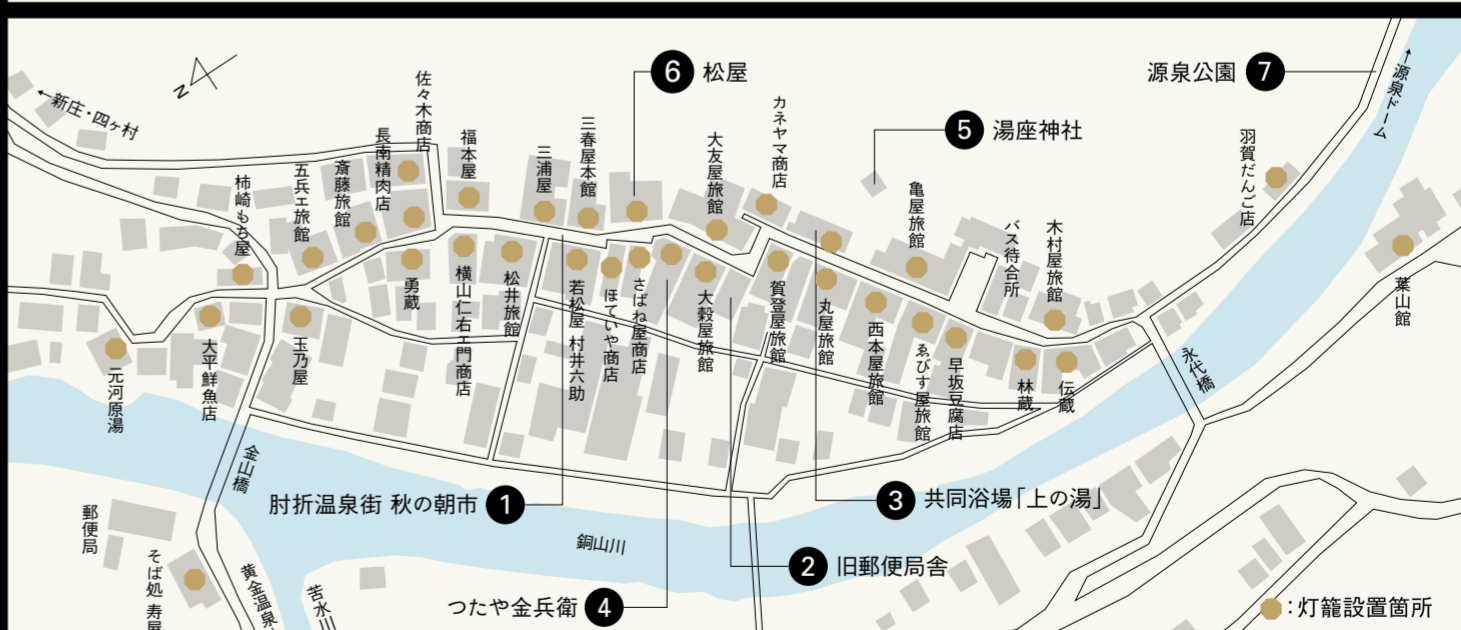 N
←新庄・四ヶ村
佐々木商店
長南精肉店
斎藤旅館
五兵エ旅館
柿崎もち屋
福本屋
三浦屋
三春屋本館
6 松屋
大友屋旅館
カネヤマ商店
5 湯座神社
亀屋旅館
バス待合所
木村屋旅館
源泉公園 7
←源泉ドーム
羽賀だんご店
葉山館
元河原湯
大平鮮魚店
玉乃屋
勇蔵
横山仁右エ門商店
松井旅館
若松屋 村井六助
ほていや商店
さばね屋商店
大穀屋旅館
賀登屋旅館
丸屋旅館
西本屋旅館
ゑびす屋旅館
早坂豆腐店
林蔵
伝蔵
永代橋
金山橋
郵便局
そば処 寿屋
黄金温泉
苦水川
銅山川
肘折温泉街 秋の朝市 1
2 旧郵便局舎
3 共同浴場「上の湯」
つたや金兵衛 4
：灯籠設置箇所